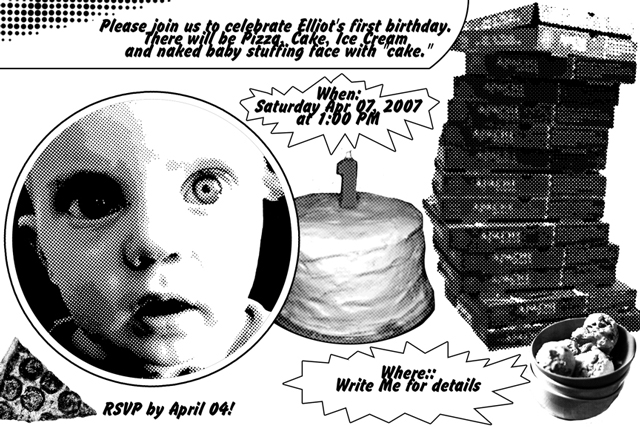 Please join us to celebrate Elliot's first birthday.
There will be Pizza, Cake, Ice Cream
and naked baby stuffing face with "cake."
When:
Saturday Apr 07, 2007
at 1:00 PM
1
Where::
Write Me for details
RSVP by April 04!